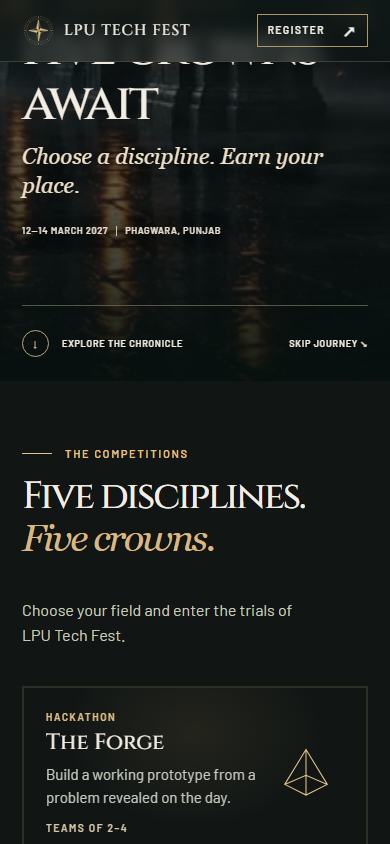 LPU TECH FEST
REGISTER ↗
FIVE CROWNS
AWAIT
Choose a discipline. Earn your
place.
12–14 MARCH 2027 | PHAGWARA, PUNJAB
↓ EXPLORE THE CHRONICLE
SKIP JOURNEY ↘
THE COMPETITIONS
FIVE DISCIPLINES.
Five crowns.
Choose your field and enter the trials of
LPU Tech Fest.
HACKATHON
THE FORGE
Build a working prototype from a
problem revealed on the day.
TEAMS OF 2–4